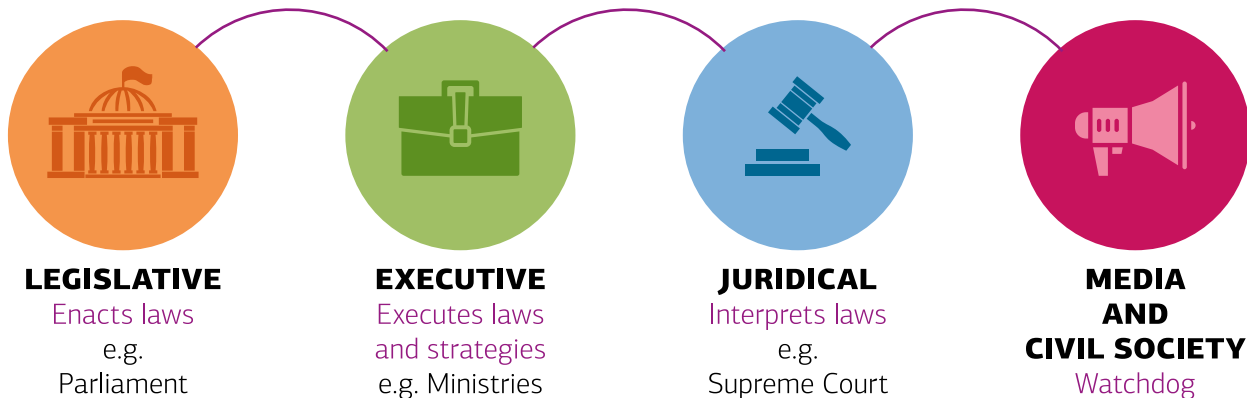 LEGISLATIVE
Enacts laws
e.g.
Parliament
EXECUTIVE
Executes laws
and strategies
e.g. Ministries
JURIDICAL
Interprets laws
e.g.
Supreme Court
MEDIA
AND
CIVIL SOCIETY
Watchdog